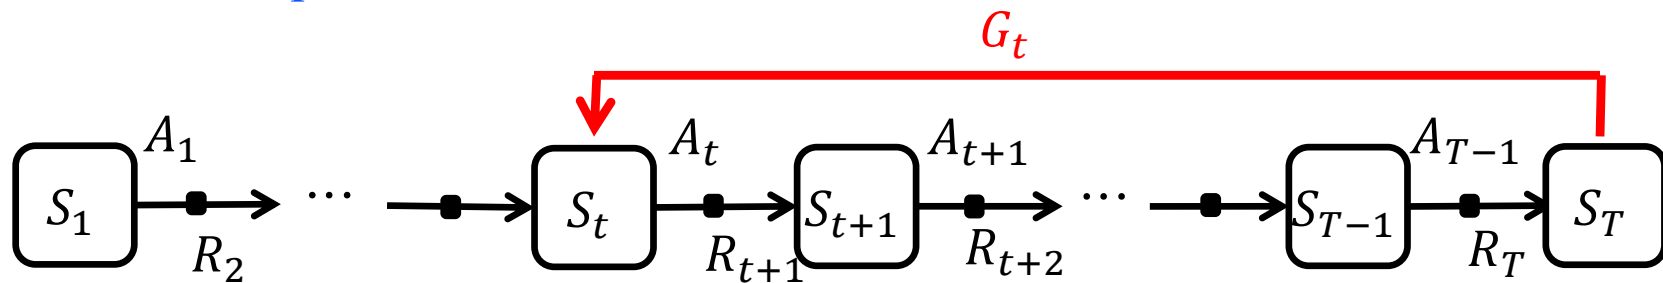 G_t
A_1 A_t A_{t+1} A_{T−1}
S_1 ⋯ S_t S_{t+1} ⋯ S_{T−1} S_T
R_2 R_{t+1} R_{t+2} R_T